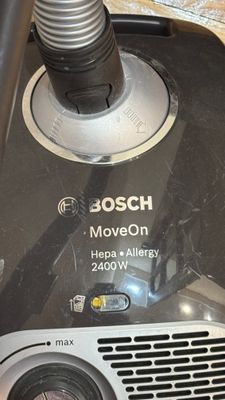 BOSCH
MoveOn
Hepa • Allergy
2400 W
max